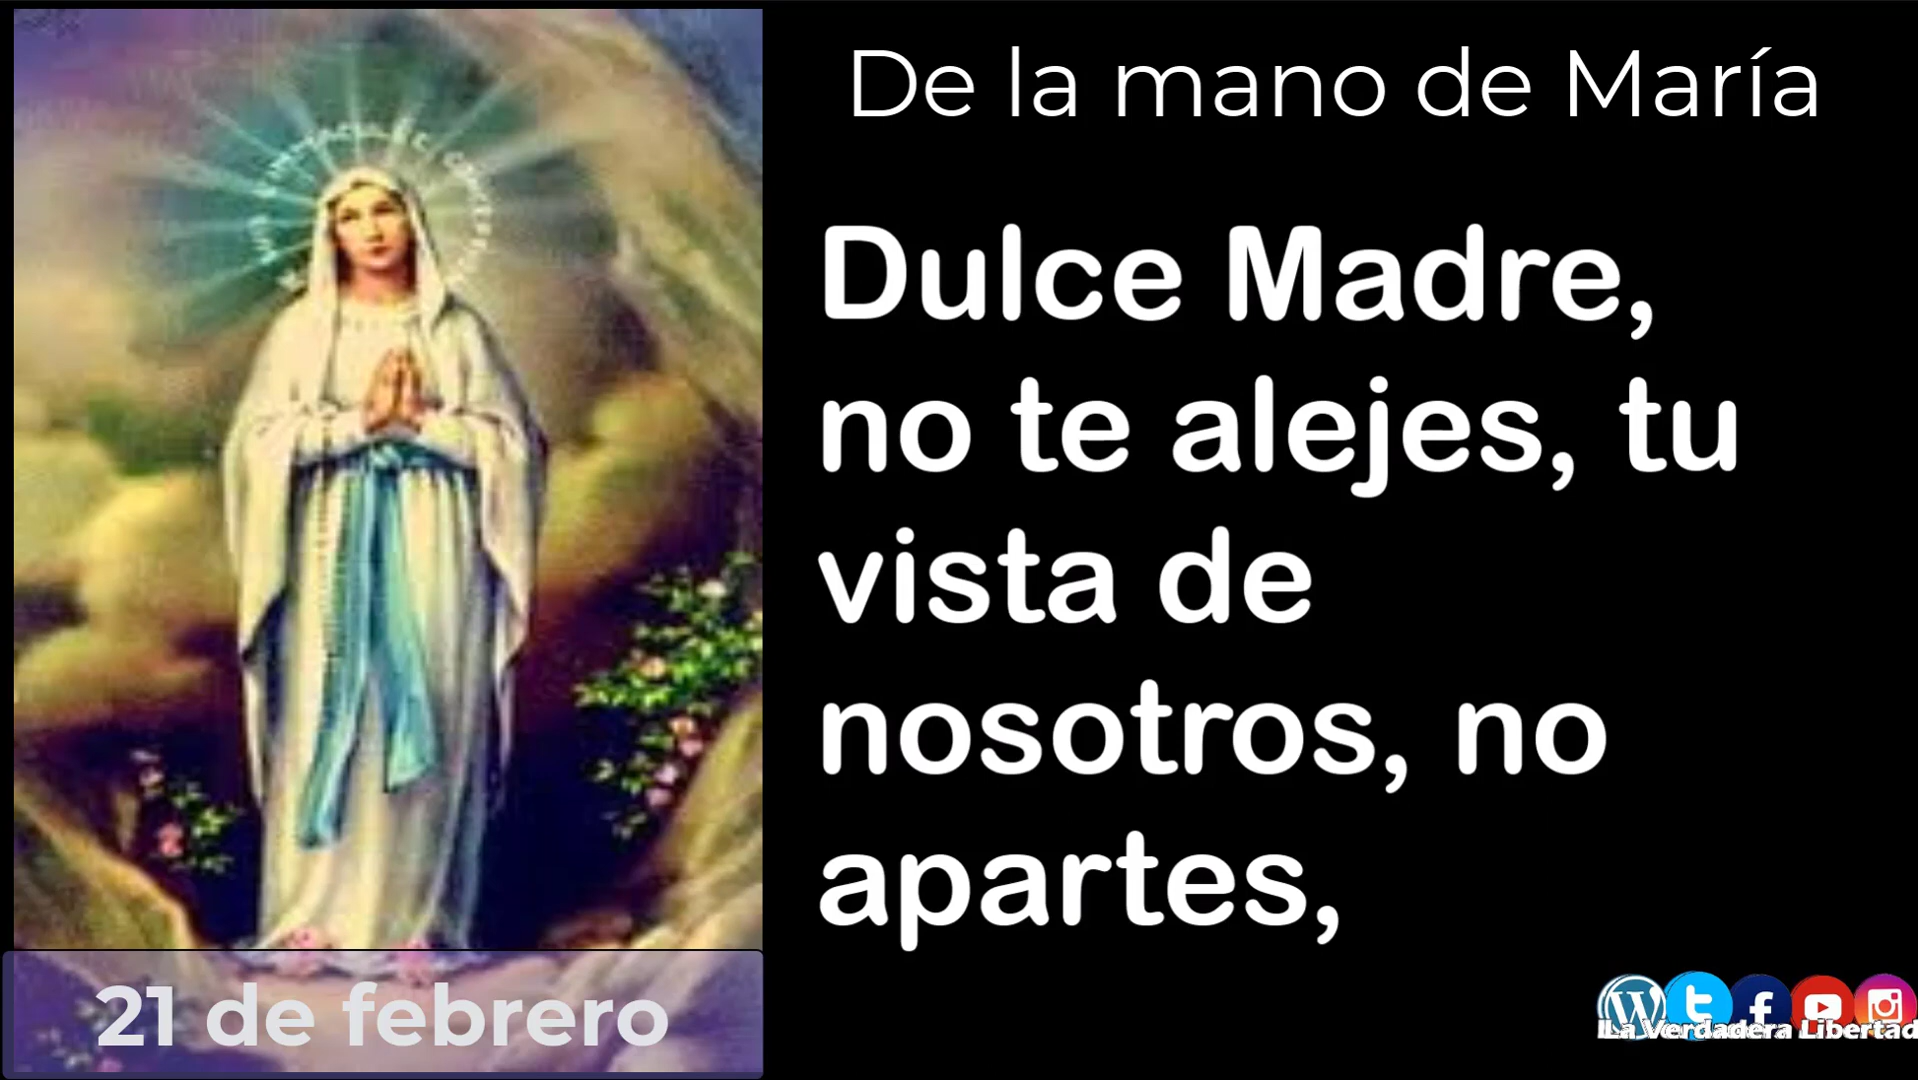 De la mano de María
Dulce Madre,
no te alejes, tu
vista de
nosotros, no
apartes,
21 de febrero
La Verdadera Libertad